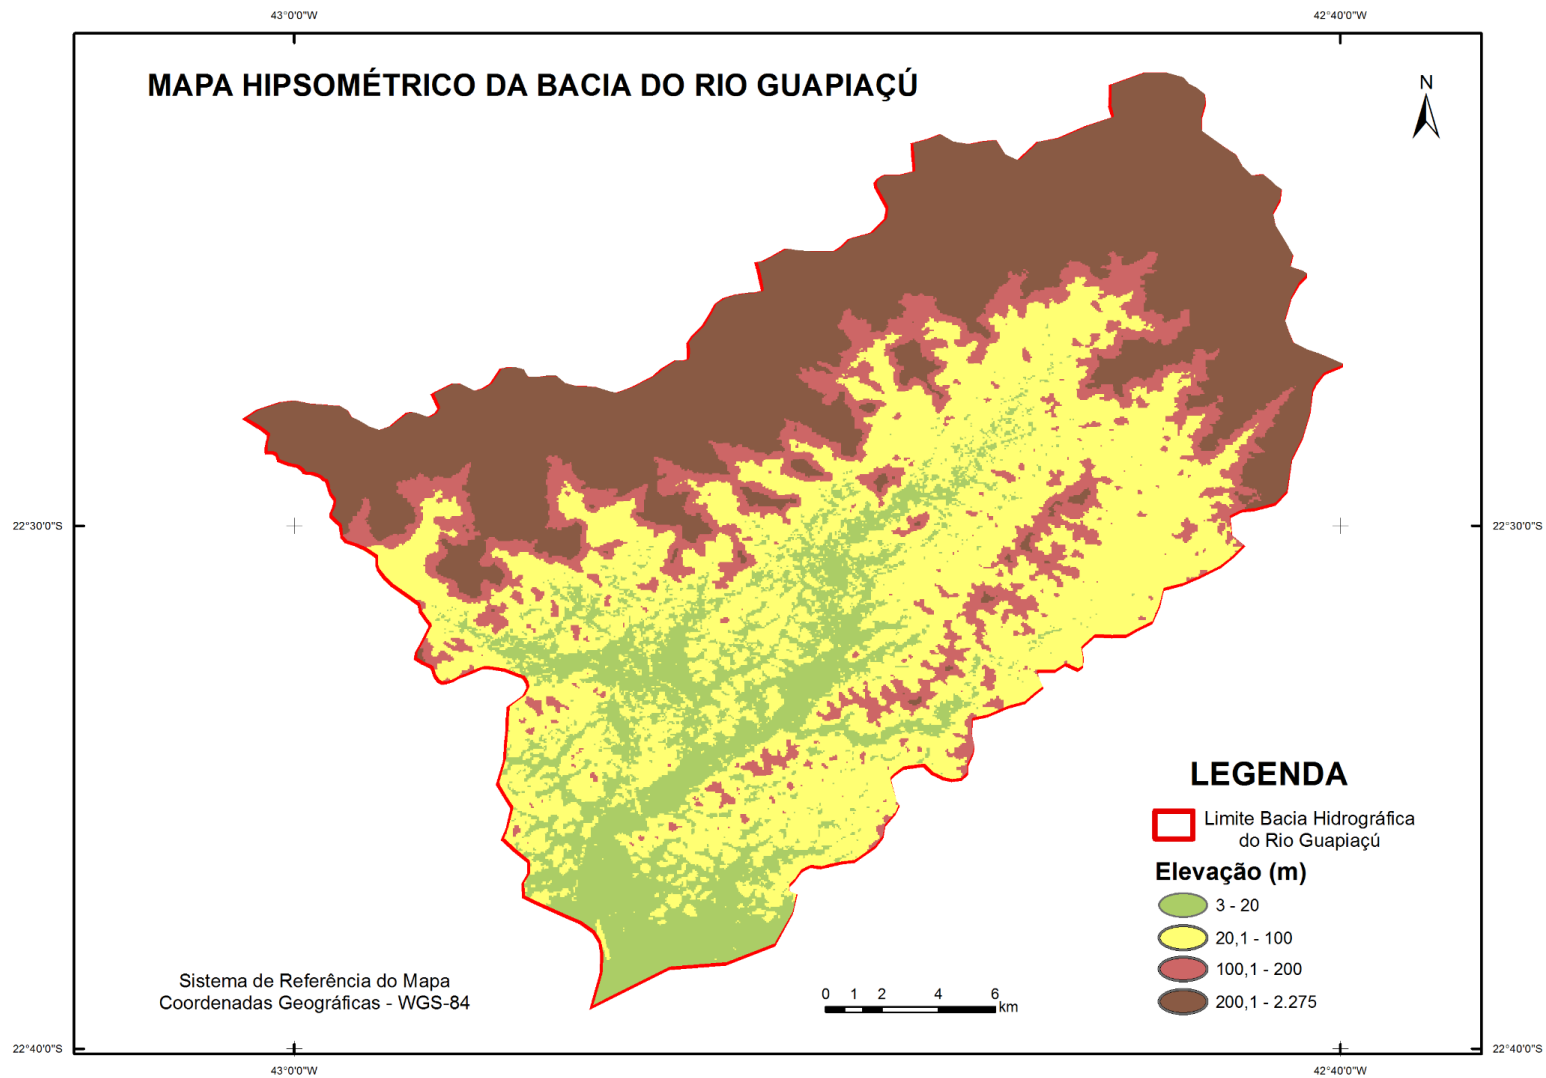 43°0'0"W
42°40'0"W
MAPA HIPSOMÉTRICO DA BACIA DO RIO GUAPIAÇÚ
N
22°30'0"S
22°30'0"S
LEGENDA
Limite Bacia Hidrográfica
do Rio Guapiaçú
Elevação (m)
3 - 20
20,1 - 100
100,1 - 200
200,1 - 2.275
Sistema de Referência do Mapa
Coordenadas Geográficas - WGS-84
0 1 2 4 6
km
22°40'0"S
22°40'0"S
43°0'0"W
42°40'0"W